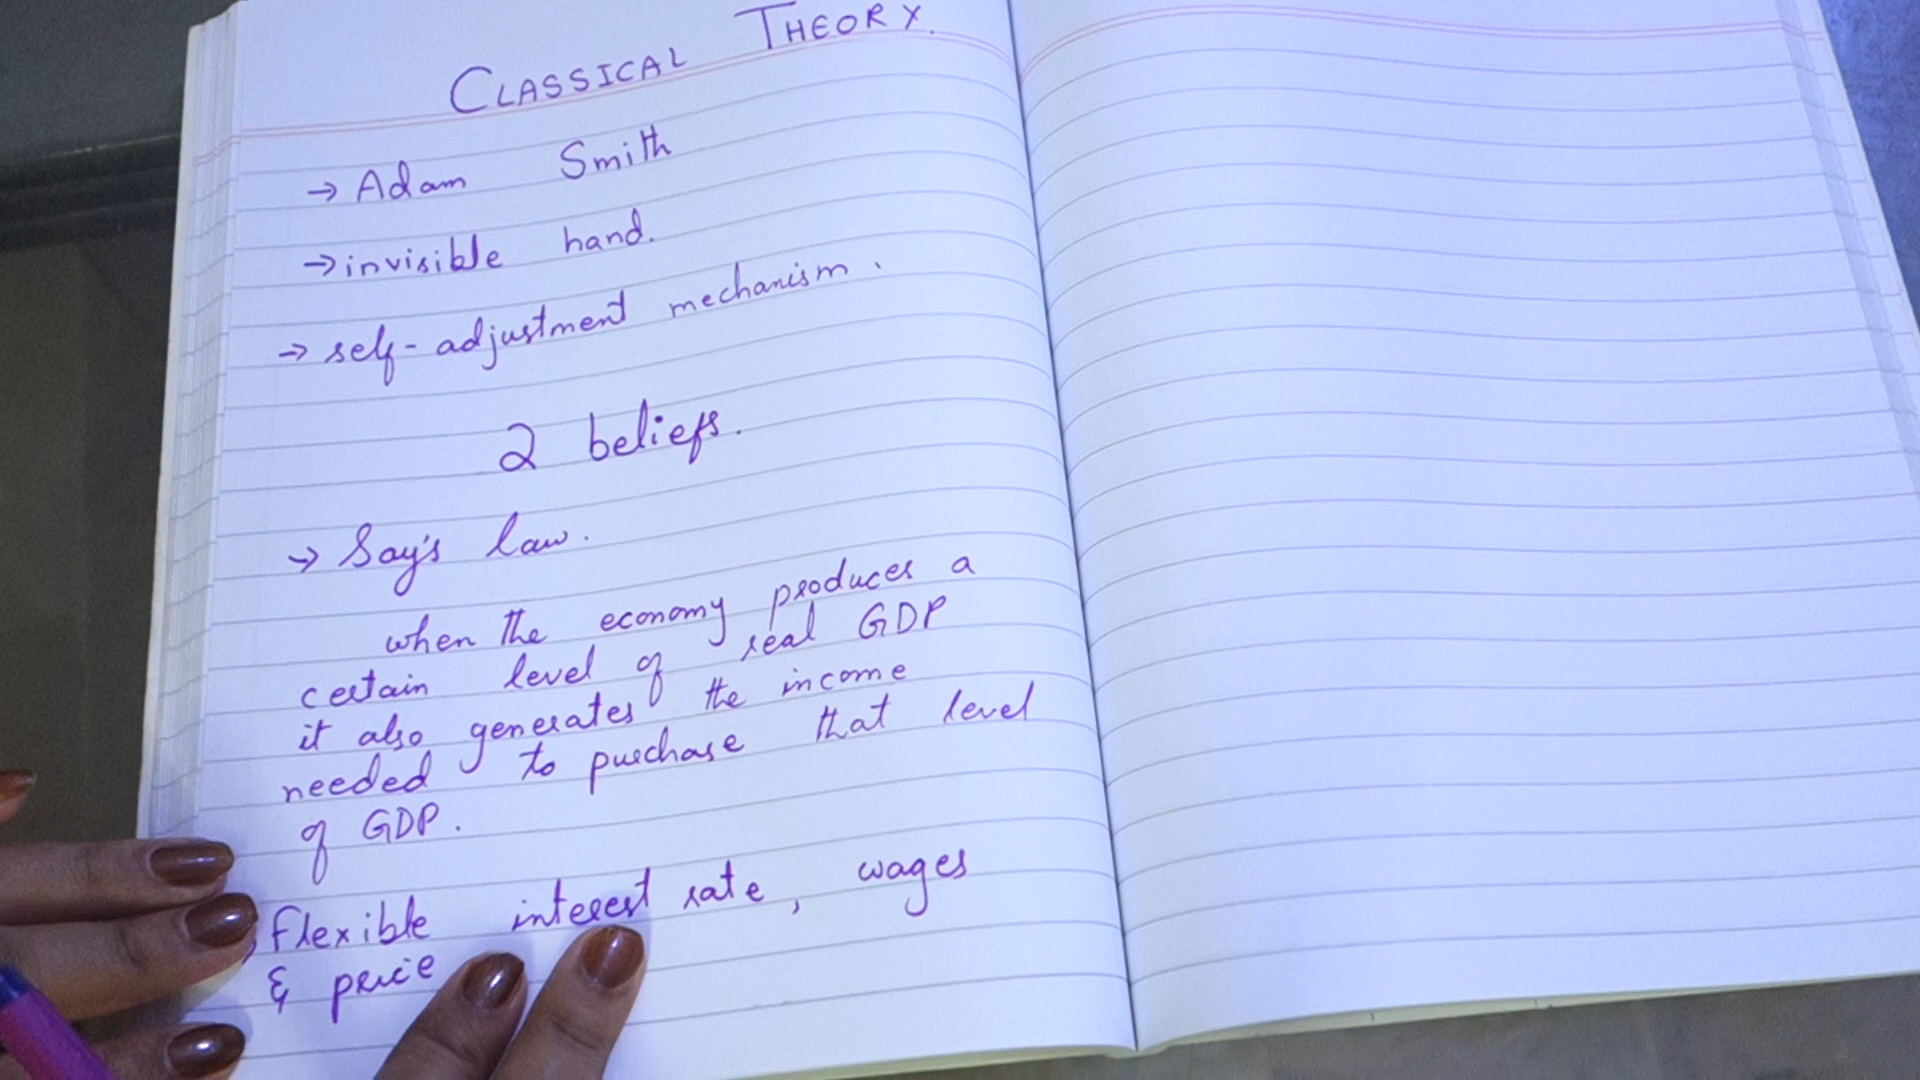 CLASSICAL THEORY.
→ Adam Smith
→ invisible hand.
→ self-adjustment mechanism.
2 beliefs.
→ Say's law.
when the economy produces a
certain level of real GDP
it also generates the income
needed to purchase that level
of GDP.
Flexible interest rate, wages
& price